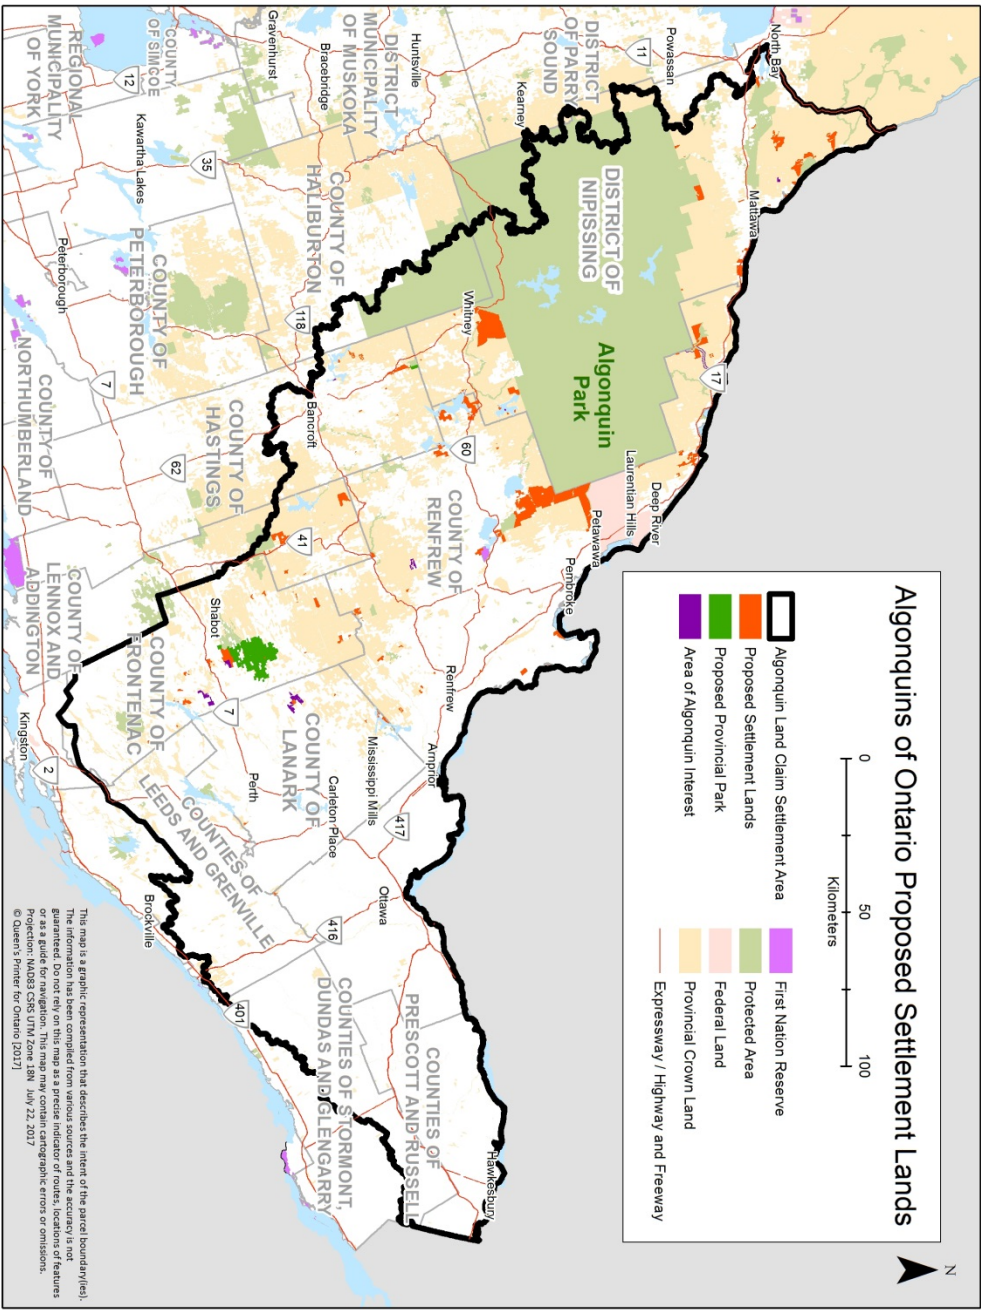 Algonquins of Ontario Proposed Settlement Lands
N
0 50 100
Kilometers
Algonquin Land Claim Settlement Area
Proposed Settlement Lands
Proposed Provincial Park
Area of Algonquin Interest
First Nation Reserve
Protected Area
Federal Land
Provincial Crown Land
Expressway / Highway and Freeway
North Bay
Mattawa
Powassan
11
17
DISTRICT
OF PARRY
SOUND
DISTRICT OF
NIPISSING
Algonquin
Park
Deep River
Laurentian Hills
Petawawa
Pembroke
Kearney
Huntsville
DISTRICT
MUNICIPALITY
OF MUSKOKA
Bracebridge
Gravenhurst
Whitney
60
COUNTY OF
RENFREW
Renfrew
Arnprior
417
Ottawa
Hawkesbury
COUNTIES OF
PRESCOTT AND RUSSELL
COUNTY OF
HALIBURTON
118
Bancroft
41
Mississippi Mills
Carleton Place
COUNTY OF
LANARK
416
COUNTIES OF STORMONT,
DUNDAS AND GLENGARRY
COUNTY
OF SIMCOE
35
12
Kawartha Lakes
COUNTY OF
PETERBOROUGH
COUNTY OF
HASTINGS
62
Shabot
7
Perth
COUNTIES OF
LEEDS AND GRENVILLE
401
Brockville
REGIONAL
MUNICIPALITY
OF YORK
Peterborough
7
COUNTY OF
NORTHUMBERLAND
COUNTY OF
LENNOX AND
ADDINGTON
COUNTY OF
FRONTENAC
Kingston
2
This map is a graphic representation that describes the intent of the parcel boundary(ies).
The information has been compiled from various sources and the accuracy is not
guaranteed. Do not rely on this map as a precise indicator of routes, locations of features
or as a guide for navigation. This map may contain cartographic errors or omissions.
Projection: NAD83 CSRS UTM Zone 18N July 22, 2017
© Queen's Printer for Ontario [2017]